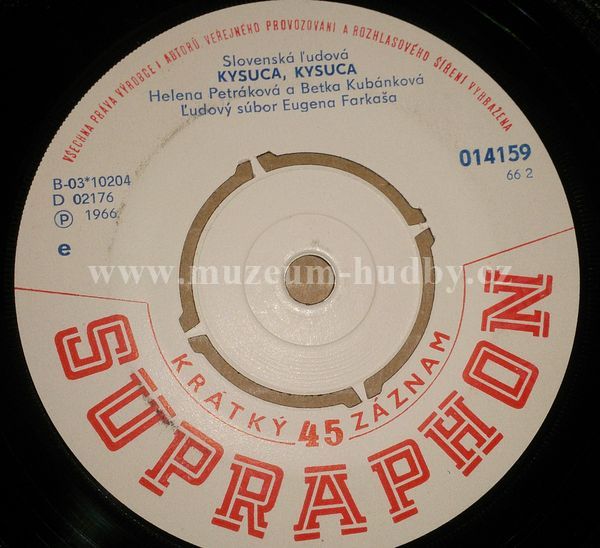 VŠECHNA PRÁVA VÝROBCE I AUTORŮ VEŘEJNÉHO PROVOZOVÁNÍ A ROZHLASOVÉHO ŠÍŘENÍ VYHRAŽENA
Slovenská ľudová
KYSUCA, KYSUCA
Helena Petráková a Betka Kubánková
Ľudový súbor Eugena Farkaša
B-03*10204
D 02176
Ⓟ 1966
e
014159
66 2
www.muzeum-hudby.cz
KRÁTKÝ 45 ZÁZNAM
SUPRAPHON